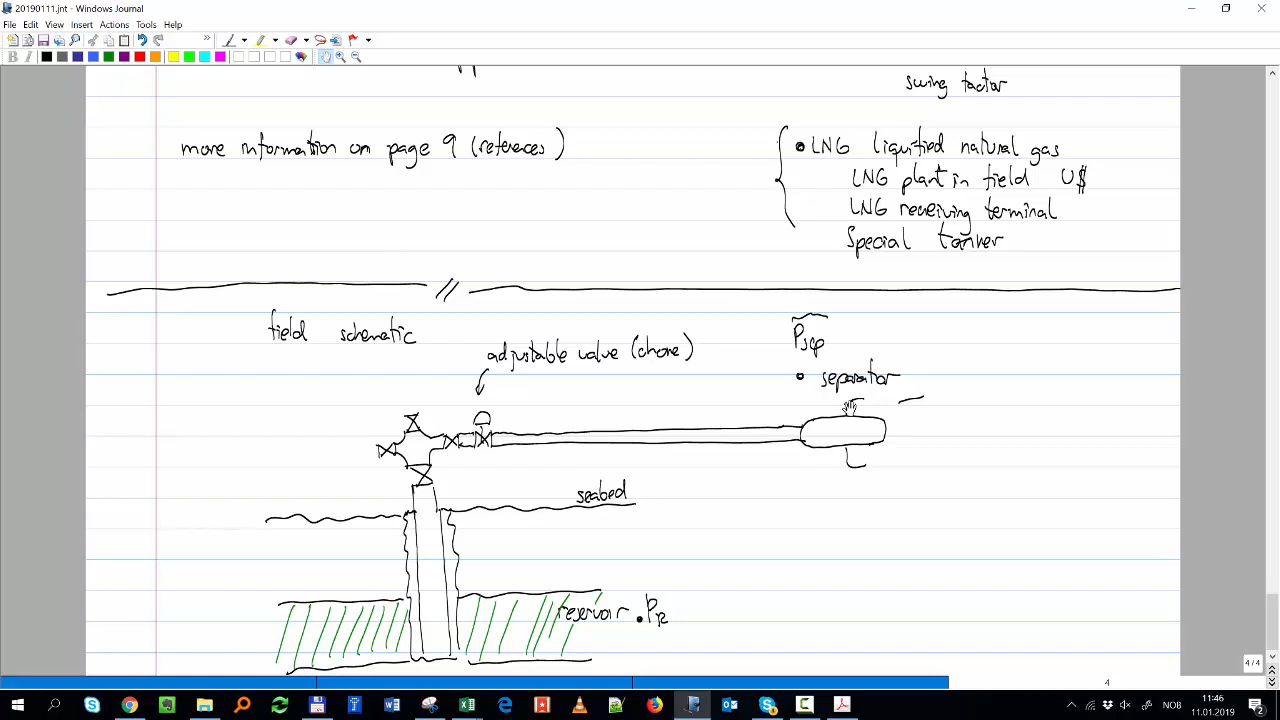 20190111.jnt - Windows Journal
File Edit View Insert Actions Tools Help
swing factor
more information on page 9 (references)
• LNG liquified natural gas
LNG plant in field U$
LNG receiving terminal
Special tanker
field schematic
Psep
adjustable valve (choke)
• separator
seabed
reservoir • PR
4/4
4
11:46
NOB
11.01.2019